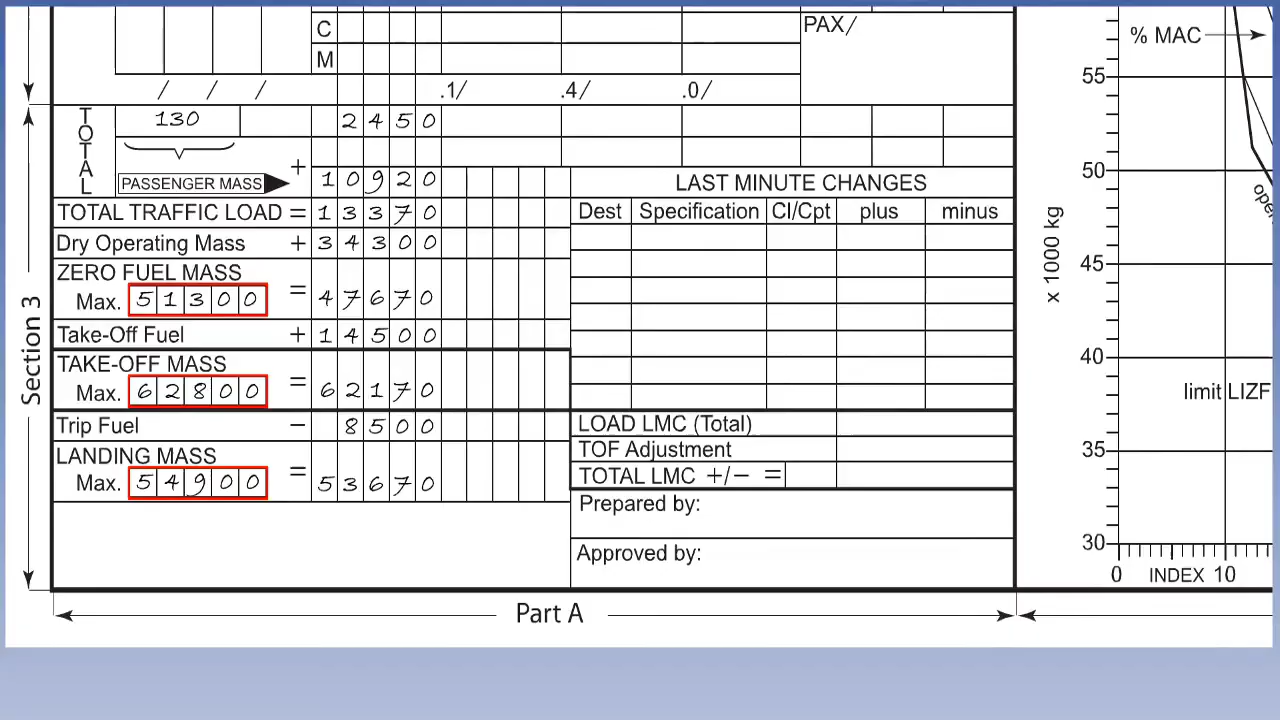 C PAX/
M
/ / / .1/ .4/ .0/
TOTAL 130 2450
+
PASSENGER MASS 10920 LAST MINUTE CHANGES
TOTAL TRAFFIC LOAD = 13370 Dest Specification Cl/Cpt plus minus
Dry Operating Mass + 34300
ZERO FUEL MASS
Max. 51300 = 47670
Take-Off Fuel + 14500
TAKE-OFF MASS
Max. 62800 = 62170
Trip Fuel - 8500 LOAD LMC (Total)
LANDING MASS TOF Adjustment
Max. 54900 = 53670 TOTAL LMC +/− =
Prepared by:
Approved by:
Section 3
Part A
% MAC
55
50
45
40
35
30
x 1000 kg
limit LIZF
0 INDEX 10